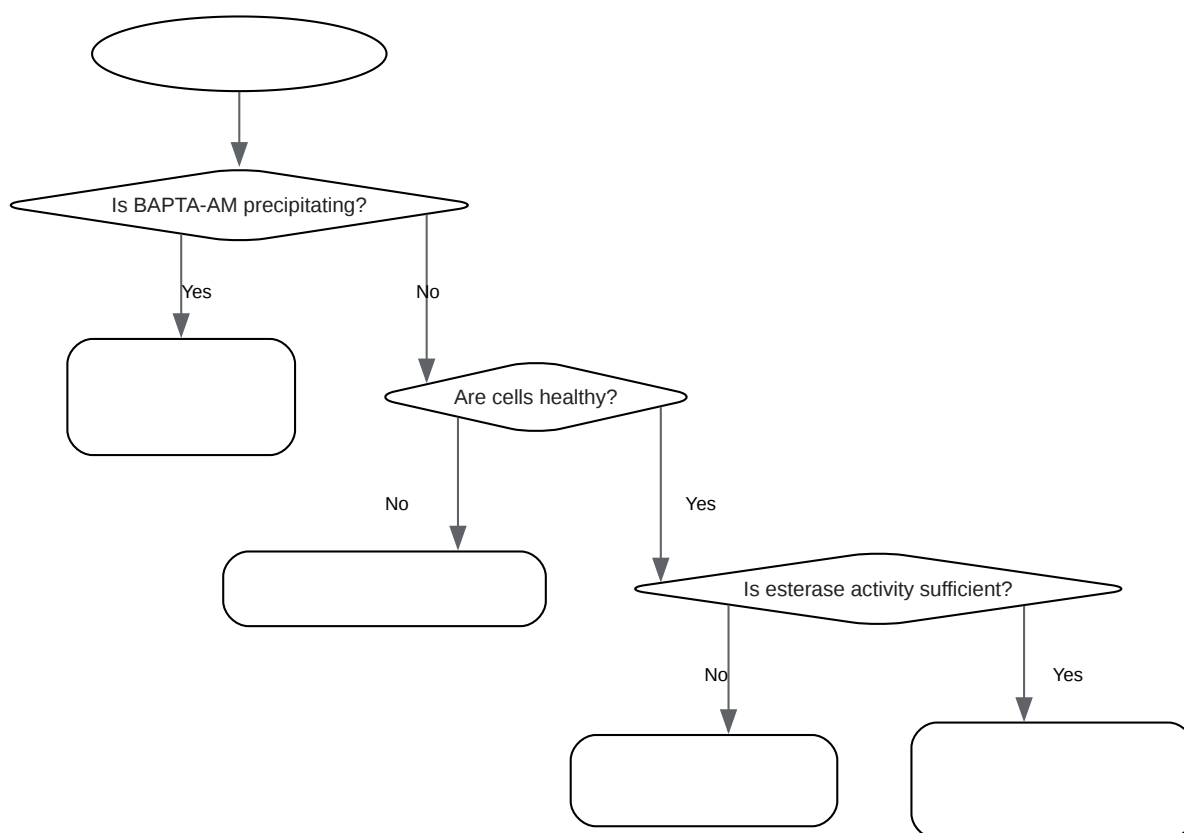 Is BAPTA-AM precipitating?
Yes
No
Are cells healthy?
No
Yes
Is esterase activity sufficient?
No
Yes